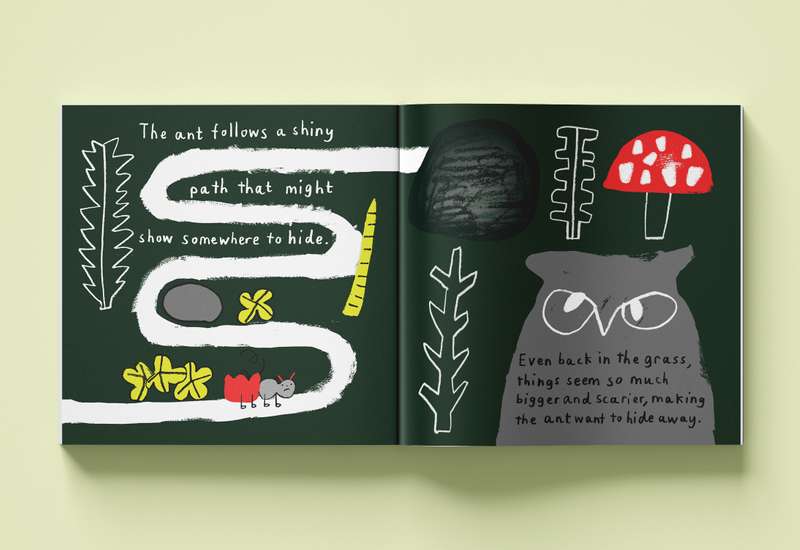 The ant follows a shiny
path that might
show somewhere to hide.
Even back in the grass,
things seem so much
bigger and scarier, making
the ant want to hide away.